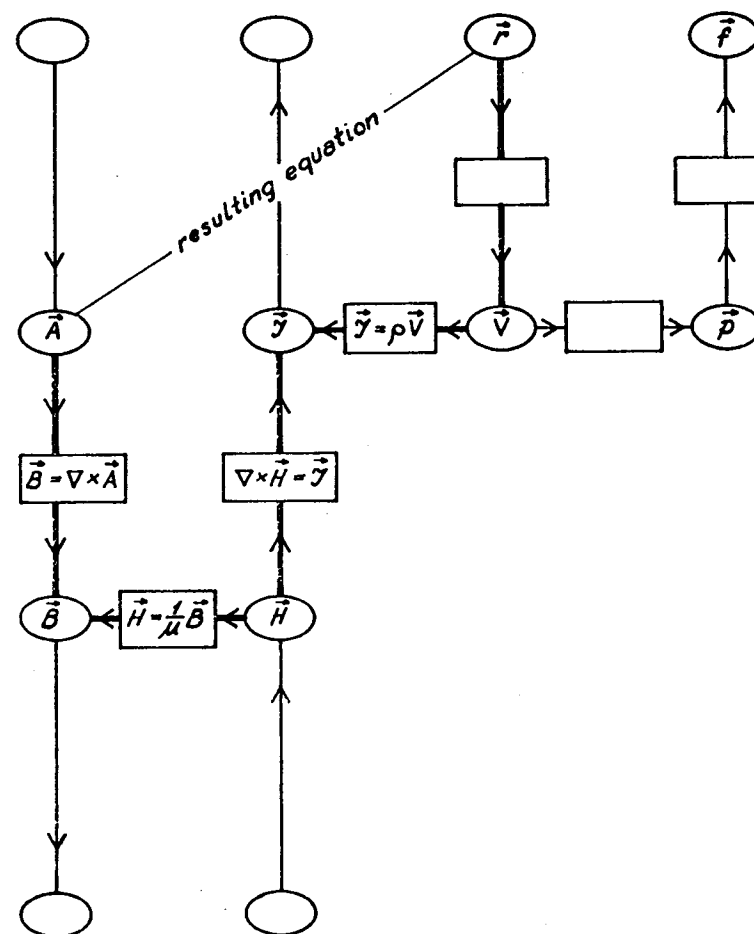 r⃗
f⃗
resulting equation
A⃗
J⃗
J⃗ = ρV⃗
V⃗
p⃗
B⃗ = ∇ × A⃗
∇ × H⃗ = J⃗
B⃗
H⃗ = 1/μ B⃗
H⃗